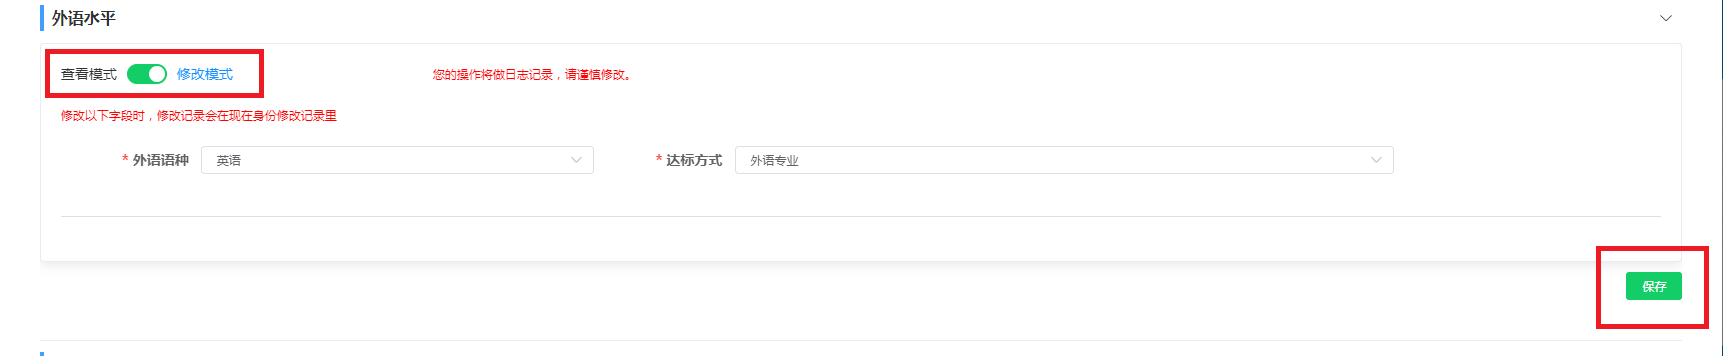 外语水平
查看模式 修改模式 您的操作将做日志记录，请谨慎修改。
修改以下字段时，修改记录会在现在身份修改记录里
* 外语语种 英语 * 达标方式 外语专业
保存